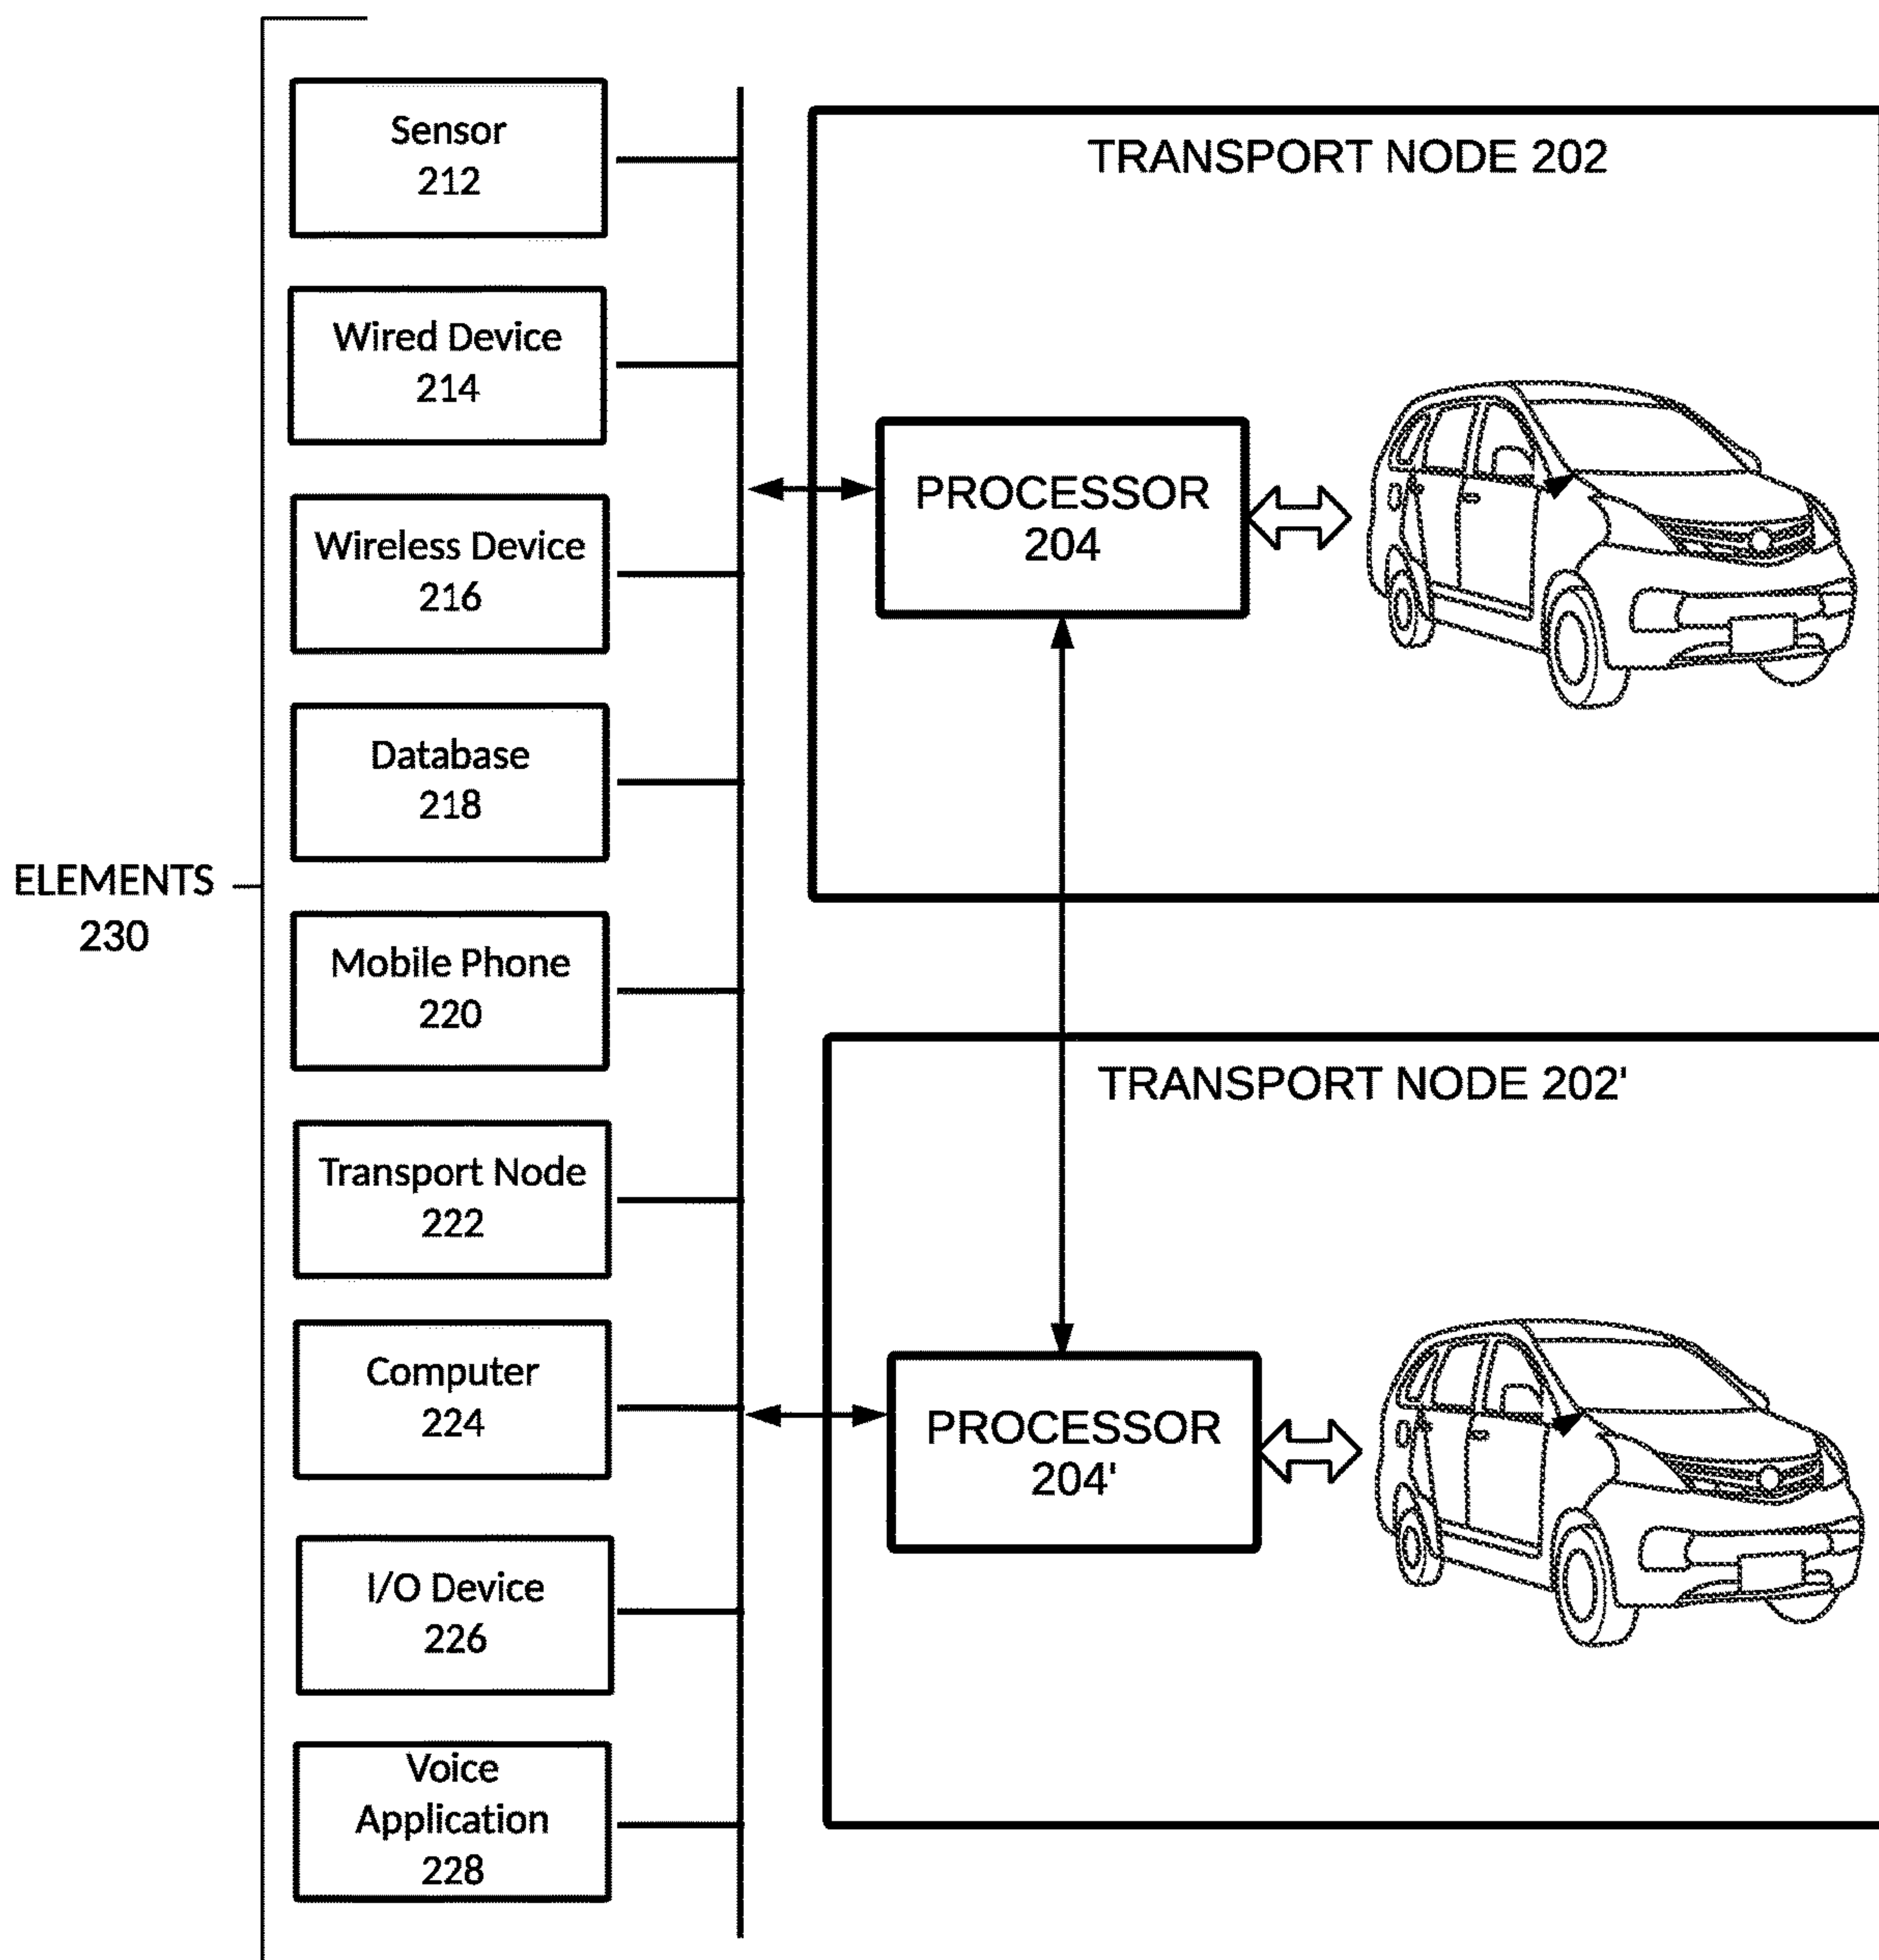 Sensor
212
Wired Device
214
Wireless Device
216
Database
218
ELEMENTS
230
Mobile Phone
220
Transport Node
222
Computer
224
I/O Device
226
Voice
Application
228
TRANSPORT NODE 202
PROCESSOR
204
TRANSPORT NODE 202'
PROCESSOR
204'